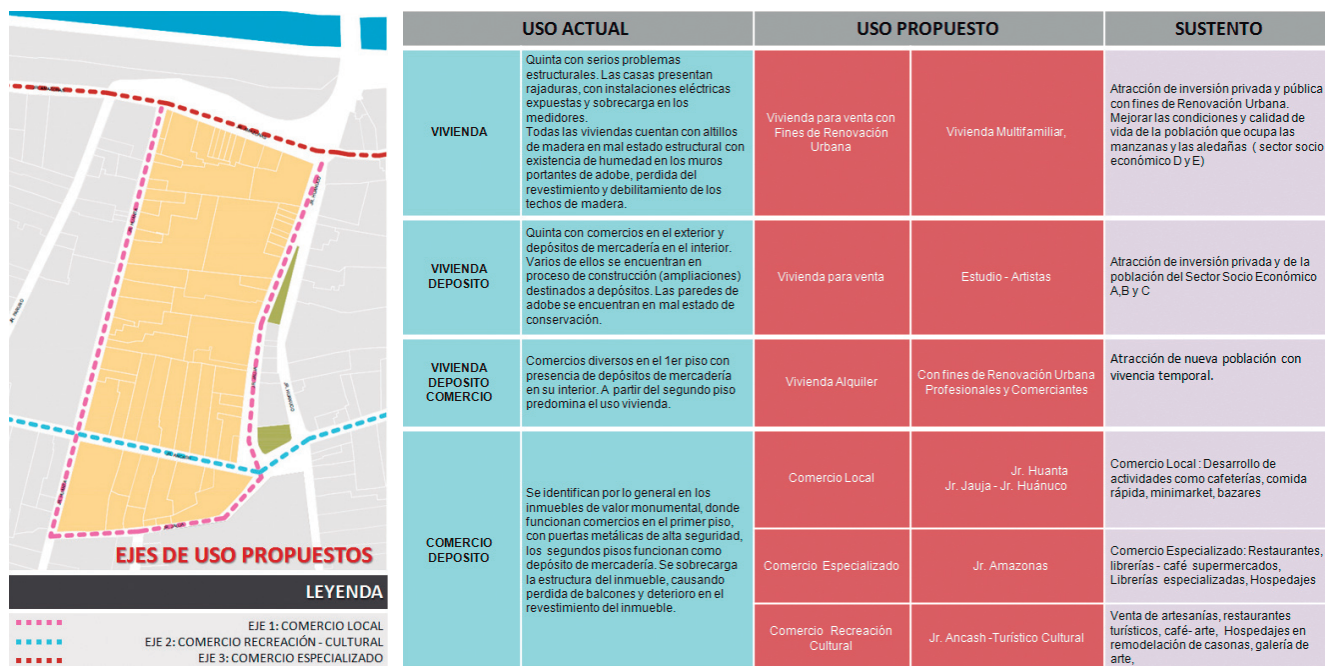 EJES DE USO PROPUESTOS
LEYENDA
EJE 1: COMERCIO LOCAL
EJE 2: COMERCIO RECREACIÓN - CULTURAL
EJE 3: COMERCIO ESPECIALIZADO
USO ACTUAL
USO PROPUESTO
SUSTENTO
VIVIENDA
Quinta con serios problemas
estructurales. Las casas presentan
rajaduras, con instalaciones eléctricas
expuestas y sobrecarga en los
medidores.
Todas las viviendas cuentan con altillos
de madera en mal estado estructural con
existencia de humedad en los muros
portantes de adobe, perdida del
revestimiento y debilitamiento de los
techos de madera.
Vivienda para venta con
Fines de Renovación
Urbana
Vivienda Multifamiliar,
Atracción de inversión privada y pública
con fines de Renovación Urbana.
Mejorar las condiciones y calidad de
vida de la población que ocupa las
manzanas y las aledañas ( sector socio
económico D y E)
VIVIENDA
DEPOSITO
Quinta con comercios en el exterior y
depósitos de mercadería en el interior.
Varios de ellos se encuentran en
proceso de construcción (ampliaciones)
destinados a depósitos. Las paredes de
adobe se encuentran en mal estado de
conservación.
Vivienda para venta
Estudio - Artistas
Atracción de inversión privada y de la
población del Sector Socio Económico
A,B y C
VIVIENDA
DEPOSITO
COMERCIO
Comercios diversos en el 1er piso con
presencia de depósitos de mercadería
en su interior. A partir del segundo piso
predomina el uso vivienda.
Vivienda Alquiler
Con fines de Renovación Urbana
Profesionales y Comerciantes
Atracción de nueva población con
vivencia temporal.
COMERCIO
DEPOSITO
Se identifican por lo general en los
inmuebles de valor monumental, donde
funcionan comercios en el primer piso,
con puertas metálicas de alta seguridad,
los segundos pisos funcionan como
depósito de mercadería. Se sobrecarga
la estructura del inmueble, causando
perdida de balcones y deterioro en el
revestimiento del inmueble.
Comercio Local
Jr. Huanta
Jr. Jauja - Jr. Huánuco
Comercio Local : Desarrollo de
actividades como cafeterías, comida
rápida, minimarket, bazares
Comercio Especializado
Jr. Amazonas
Comercio Especializado: Restaurantes,
librerías - café supermercados,
Librerías especializadas, Hospedajes
Comercio Recreación
Cultural
Jr. Ancash -Turístico Cultural
Venta de artesanías, restaurantes
turísticos, café- arte, Hospedajes en
remodelación de casonas, galería de
arte,